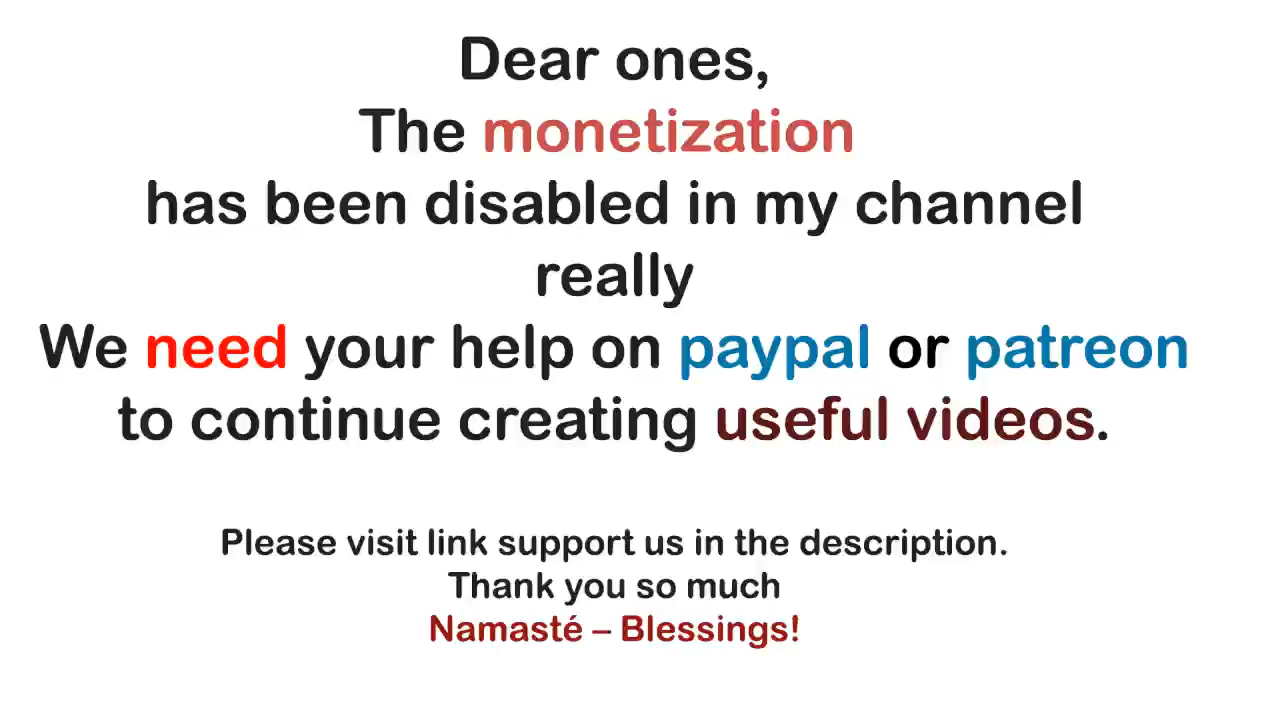 Dear ones,
The monetization
has been disabled in my channel
really
We need your help on paypal or patreon
to continue creating useful videos.
Please visit link support us in the description.
Thank you so much
Namasté – Blessings!